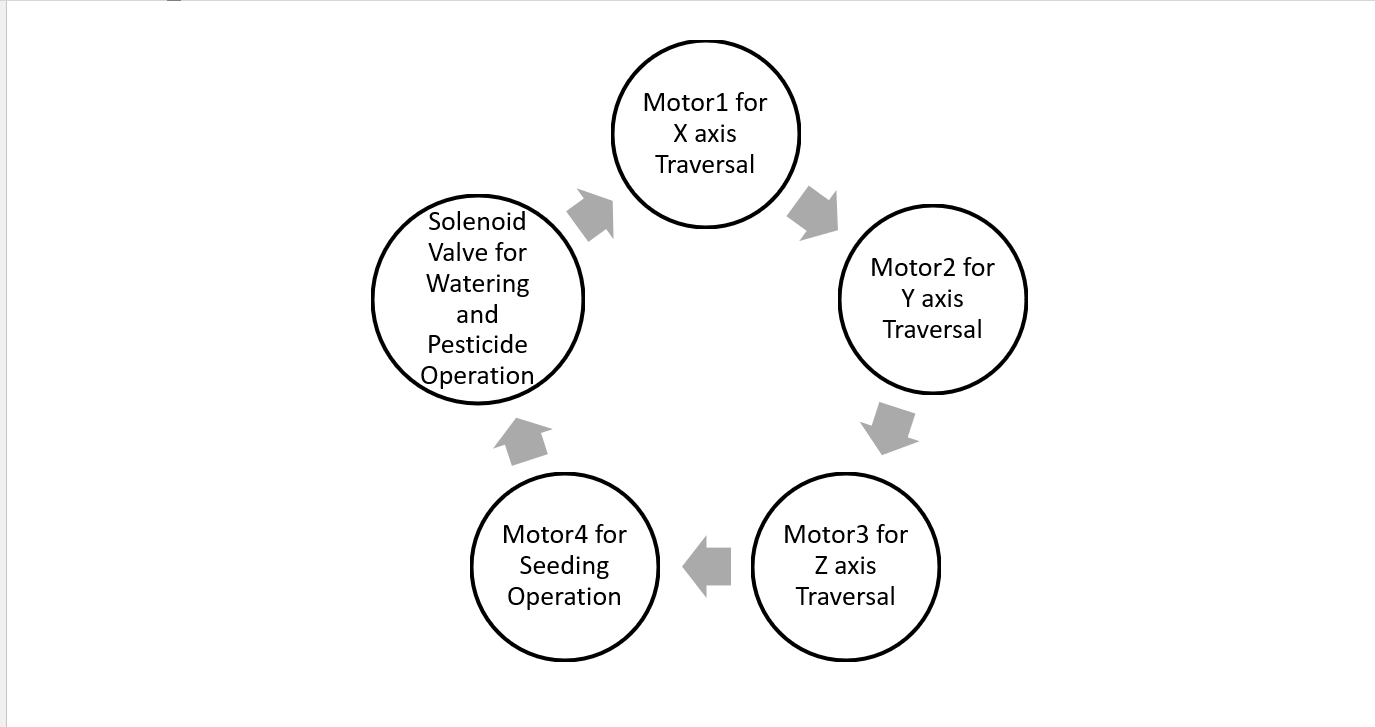 Motor1 for
X axis
Traversal
Motor2 for
Y axis
Traversal
Motor3 for
Z axis
Traversal
Motor4 for
Seeding
Operation
Solenoid
Valve for
Watering
and
Pesticide
Operation